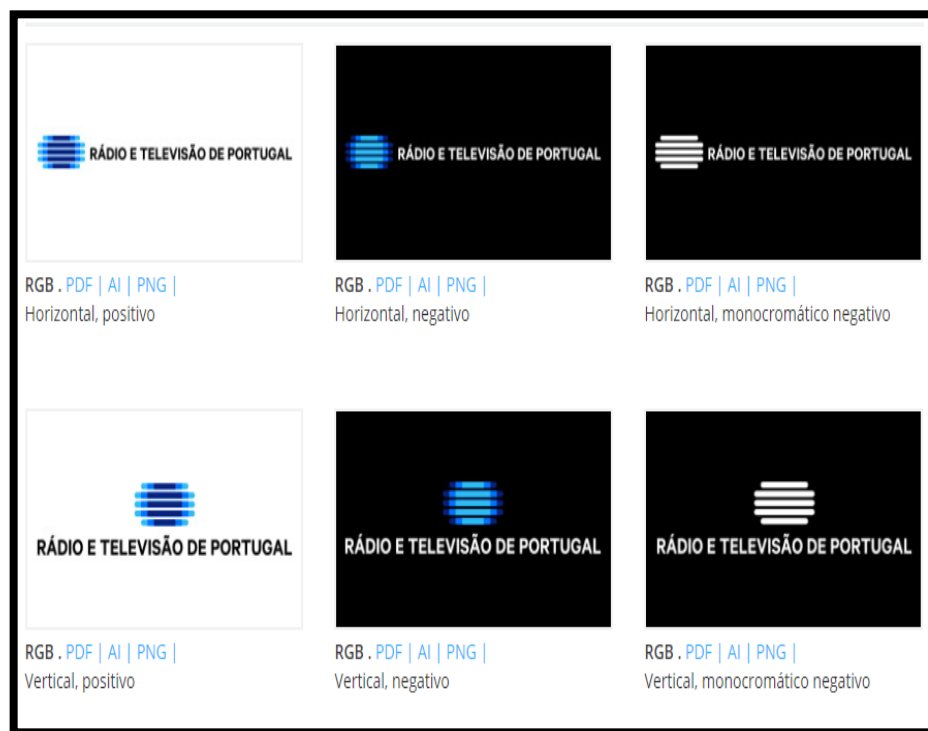 RÁDIO E TELEVISÃO DE PORTUGAL
RÁDIO E TELEVISÃO DE PORTUGAL
RÁDIO E TELEVISÃO DE PORTUGAL
RGB . PDF | AI | PNG |
Horizontal, positivo
RGB . PDF | AI | PNG |
Horizontal, negativo
RGB . PDF | AI | PNG |
Horizontal, monocromático negativo
RÁDIO E TELEVISÃO DE PORTUGAL
RÁDIO E TELEVISÃO DE PORTUGAL
RÁDIO E TELEVISÃO DE PORTUGAL
RGB . PDF | AI | PNG |
Vertical, positivo
RGB . PDF | AI | PNG |
Vertical, negativo
RGB . PDF | AI | PNG |
Vertical, monocromático negativo